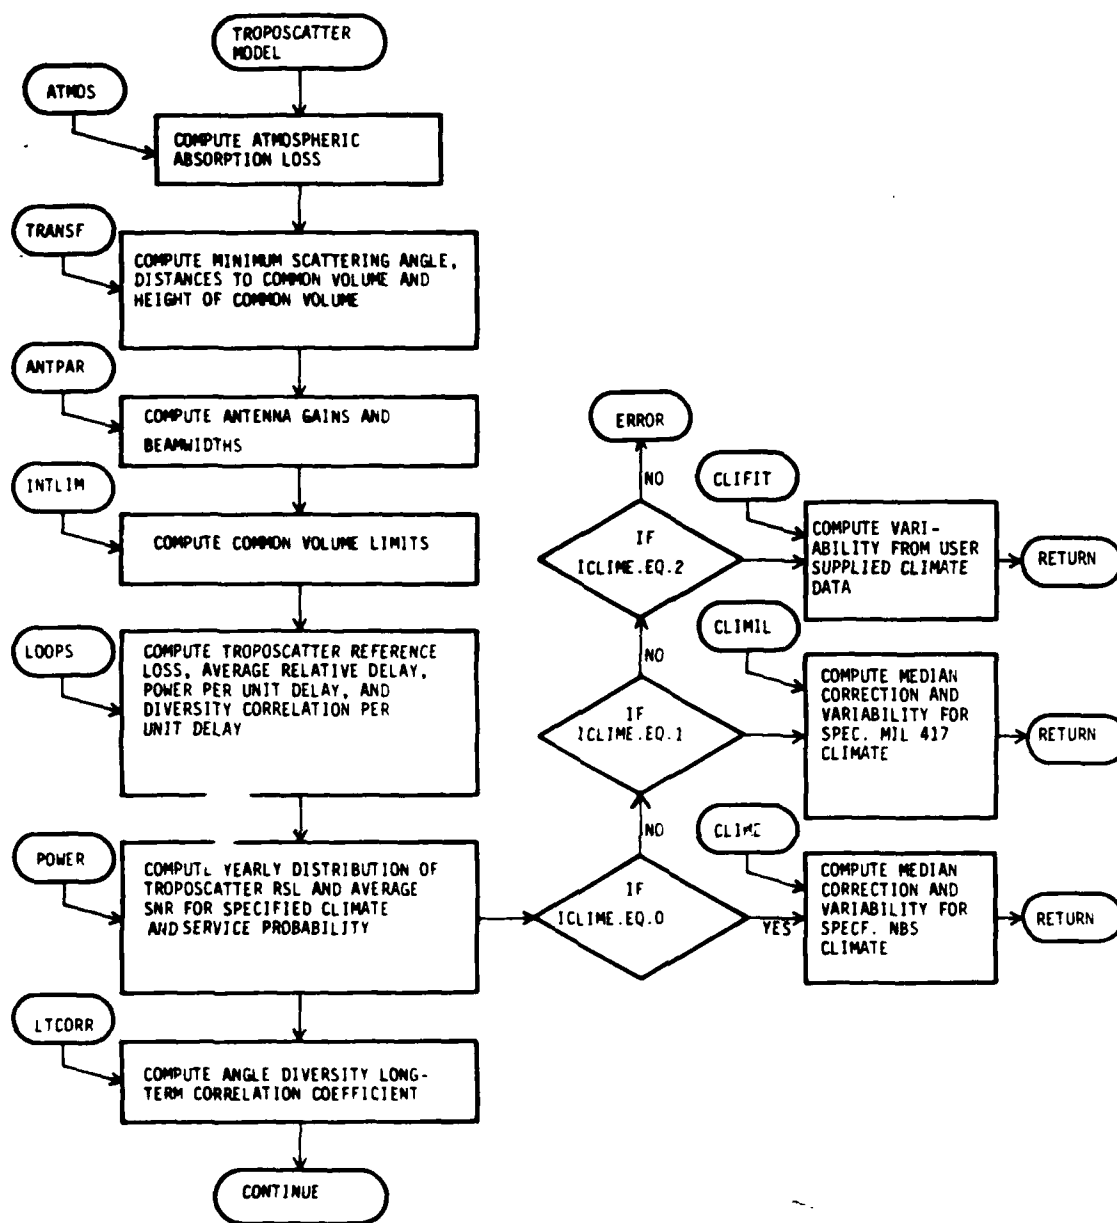 TROPOSCATTER
MODEL
ATMOS
COMPUTE ATMOSPHERIC
ABSORPTION LOSS
TRANSF
COMPUTE MINIMUM SCATTERING ANGLE,
DISTANCES TO COMMON VOLUME AND
HEIGHT OF COMMON VOLUME
ANTPAR
COMPUTE ANTENNA GAINS AND
BEAMWIDTHS
INTLIM
COMPUTE COMMON VOLUME LIMITS
LOOPS
COMPUTE TROPOSCATTER REFERENCE
LOSS, AVERAGE RELATIVE DELAY,
POWER PER UNIT DELAY, AND
DIVERSITY CORRELATION PER
UNIT DELAY
POWER
COMPUTE YEARLY DISTRIBUTION OF
TROPOSCATTER RSL AND AVERAGE
SNR FOR SPECIFIED CLIMATE
AND SERVICE PROBABILITY
LTCORR
COMPUTE ANGLE DIVERSITY LONG-
TERM CORRELATION COEFFICIENT
CONTINUE
ERROR
NO
IF
ICLIME.EQ.2
CLIFIT
COMPUTE VARI-
ABILITY FROM USER
SUPPLIED CLIMATE
DATA
RETURN
NO
IF
ICLIME.EQ.1
CLIMIL
COMPUTE MEDIAN
CORRECTION AND
VARIABILITY FOR
SPEC. MIL 417
CLIMATE
RETURN
NO
IF
ICLIME.EQ.0
YES
CLIME
COMPUTE MEDIAN
CORRECTION AND
VARIABILITY FOR
SPECF. NBS
CLIMATE
RETURN